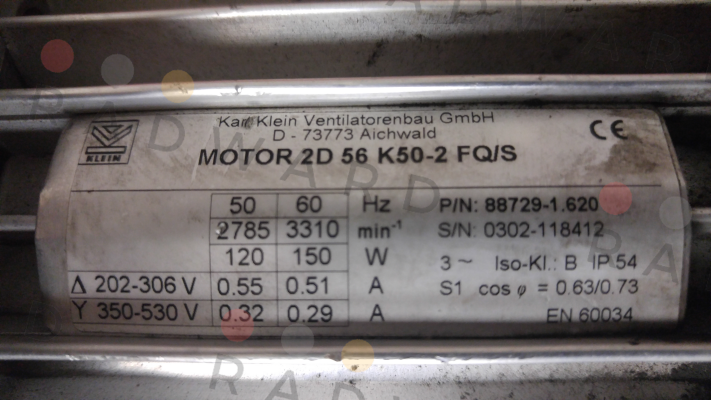 Karl Klein Ventilatorenbau GmbH
D - 73773 Aichwald
KLEIN
CE
MOTOR 2D 56 K50-2 FQ/S
50 60 Hz
2785 3310 min-1
120 150 W
Δ 202-306 V 0.55 0.51 A
Y 350-530 V 0.32 0.29 A
P/N: 88729-1.620
S/N: 0302-118412
3 ~ Iso-Kl.: B IP 54
S1 cos φ = 0.63/0.73
EN 60034
RADWARD
RADWARD